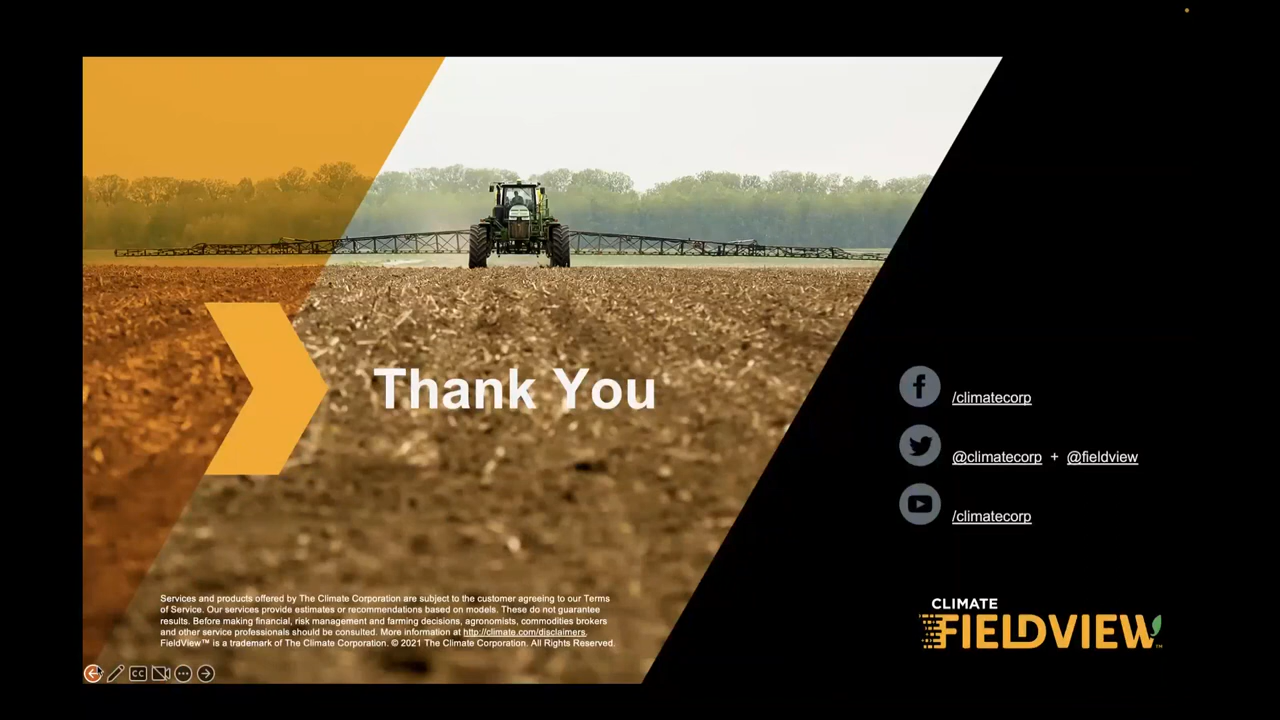 Thank You
/climatecorp
@climatecorp + @fieldview
/climatecorp
Services and products offered by The Climate Corporation are subject to the customer agreeing to our Terms
of Service. Our services provide estimates or recommendations based on models. These do not guarantee
results. Before making financial, risk management and farming decisions, agronomists, commodities brokers
and other service professionals should be consulted. More information at http://climate.com/disclaimers.
FieldView™ is a trademark of The Climate Corporation. © 2021 The Climate Corporation. All Rights Reserved.
CLIMATE
FIELDVIEW™
CC